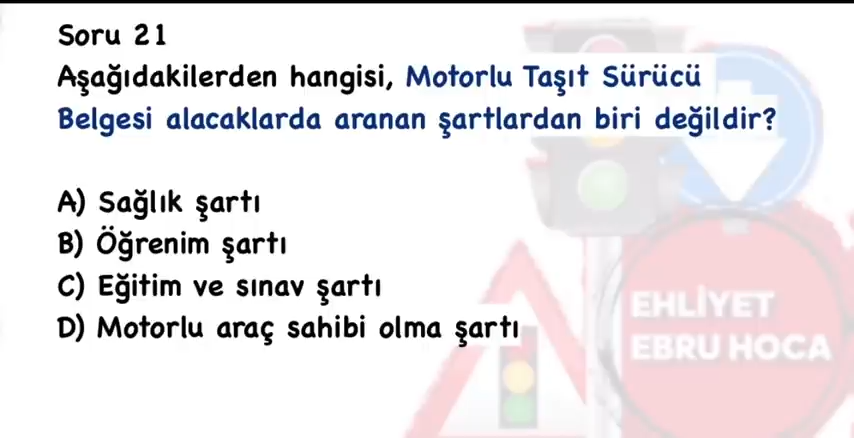 Soru 21
Aşağıdakilerden hangisi, Motorlu Taşıt Sürücü
Belgesi alacaklarda aranan şartlardan biri değildir?
A) Sağlık şartı
B) Öğrenim şartı
C) Eğitim ve sınav şartı
D) Motorlu araç sahibi olma şartı
EHLİYET
EBRU HOCA